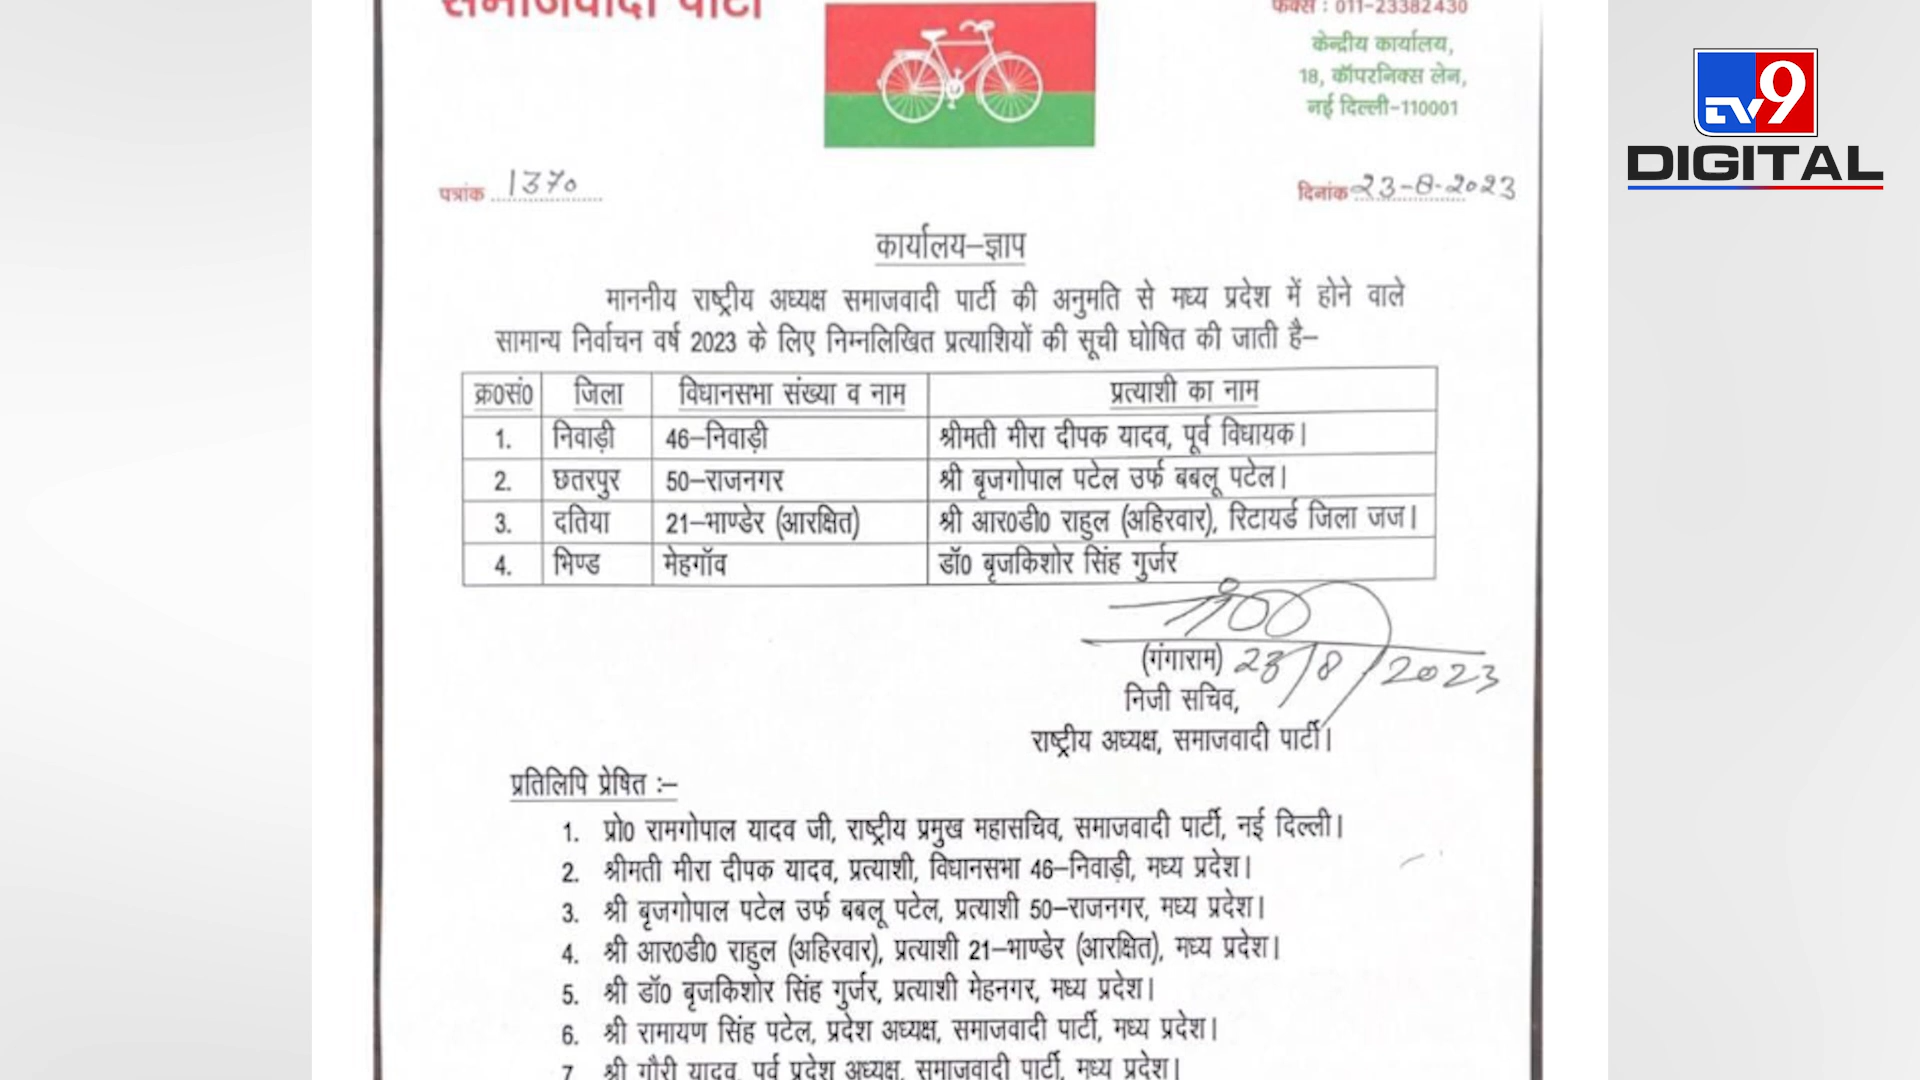 समाजवादी पार्टी
फैक्स : 011-23382430
केन्द्रीय कार्यालय,
18, कॉपरनिक्स लेन,
नई दिल्ली-110001
TV9
DIGITAL
पत्रांक 1370
दिनांक 23-8-2023
कार्यालय-ज्ञाप
माननीय राष्ट्रीय अध्यक्ष समाजवादी पार्टी की अनुमति से मध्य प्रदेश में होने वाले
सामान्य निर्वाचन वर्ष 2023 के लिए निम्नलिखित प्रत्याशियों की सूची घोषित की जाती है-
क्र0सं0 जिला विधानसभा संख्या व नाम प्रत्याशी का नाम
1. निवाड़ी 46-निवाड़ी श्रीमती मीरा दीपक यादव, पूर्व विधायक।
2. छतरपुर 50-राजनगर श्री बृजगोपाल पटेल उर्फ बबलू पटेल।
3. दतिया 21-भाण्डेर (आरक्षित) श्री आर0डी0 राहुल (अहिरवार), रिटायर्ड जिला जज।
4. भिण्ड मेहगॉव डॉ0 बृजकिशोर सिंह गुर्जर
(गंगाराम) 23/8/2023
निजी सचिव,
राष्ट्रीय अध्यक्ष, समाजवादी पार्टी।
प्रतिलिपि प्रेषित :-
1. प्रो0 रामगोपाल यादव जी, राष्ट्रीय प्रमुख महासचिव, समाजवादी पार्टी, नई दिल्ली।
2. श्रीमती मीरा दीपक यादव, प्रत्याशी, विधानसभा 46-निवाड़ी, मध्य प्रदेश।
3. श्री बृजगोपाल पटेल उर्फ बबलू पटेल, प्रत्याशी 50-राजनगर, मध्य प्रदेश।
4. श्री आर0डी0 राहुल (अहिरवार), प्रत्याशी 21-भाण्डेर (आरक्षित), मध्य प्रदेश।
5. श्री डॉ0 बृजकिशोर सिंह गुर्जर, प्रत्याशी मेहनगर, मध्य प्रदेश।
6. श्री रामायण सिंह पटेल, प्रदेश अध्यक्ष, समाजवादी पार्टी, मध्य प्रदेश।
7. श्री गौरी यादव, पूर्व प्रदेश अध्यक्ष, समाजवादी पार्टी, मध्य प्रदेश।